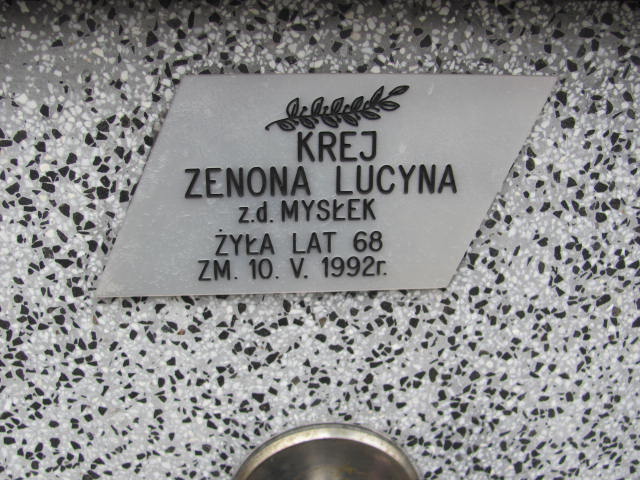 KREJ
ZENONA LUCYNA
z.d. MYSŁEK
ŻYŁA LAT 68
ZM. 10. V. 1992r.